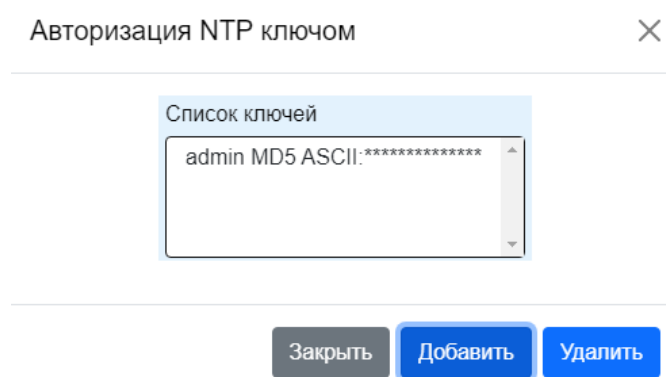 Авторизация NTP ключом
Список ключей
admin MD5 ASCII:**************
Закрыть Добавить Удалить